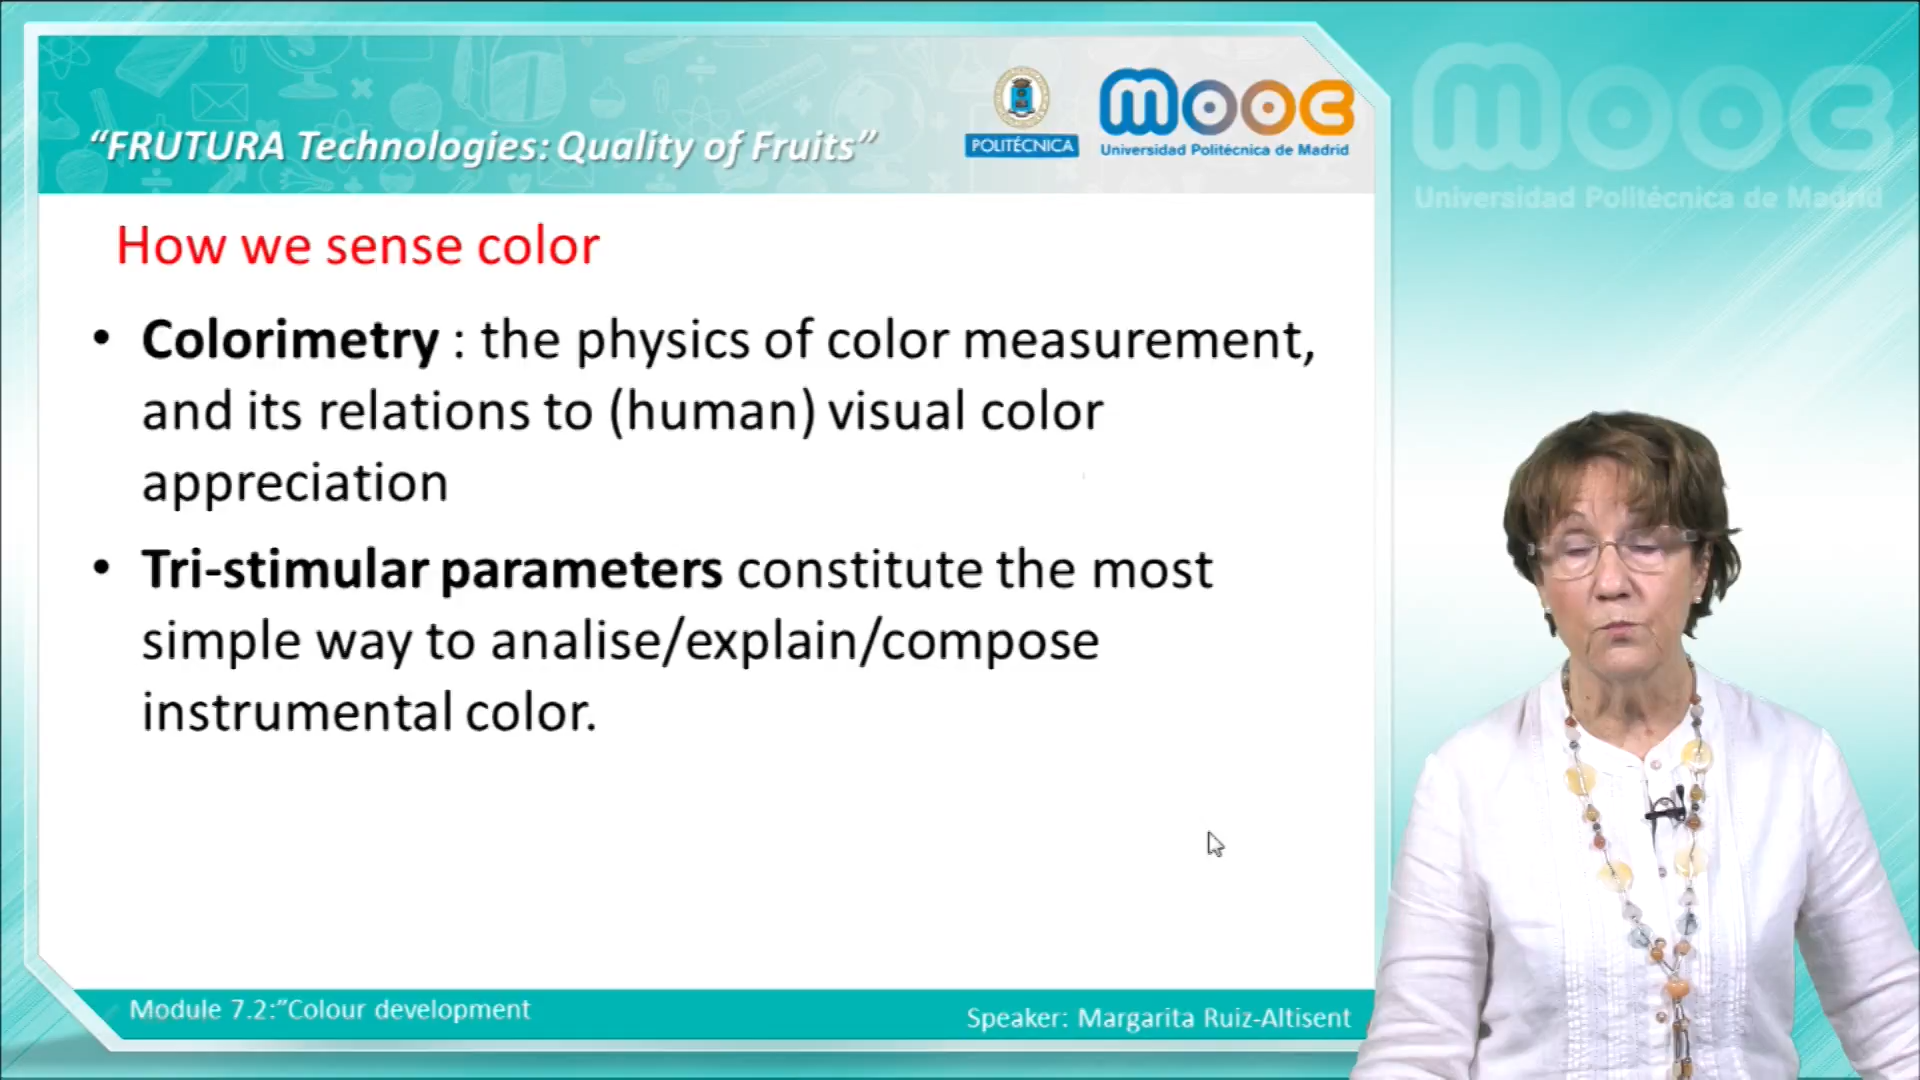 “FRUTURA Technologies: Quality of Fruits”
POLITÉCNICA
mooc
Universidad Politécnica de Madrid
mooc
Universidad Politécnica de Madrid
How we sense color
• Colorimetry : the physics of color measurement,
and its relations to (human) visual color
appreciation
• Tri-stimular parameters constitute the most
simple way to analise/explain/compose
instrumental color.
Module 7.2:”Colour development
Speaker: Margarita Ruiz-Altisent